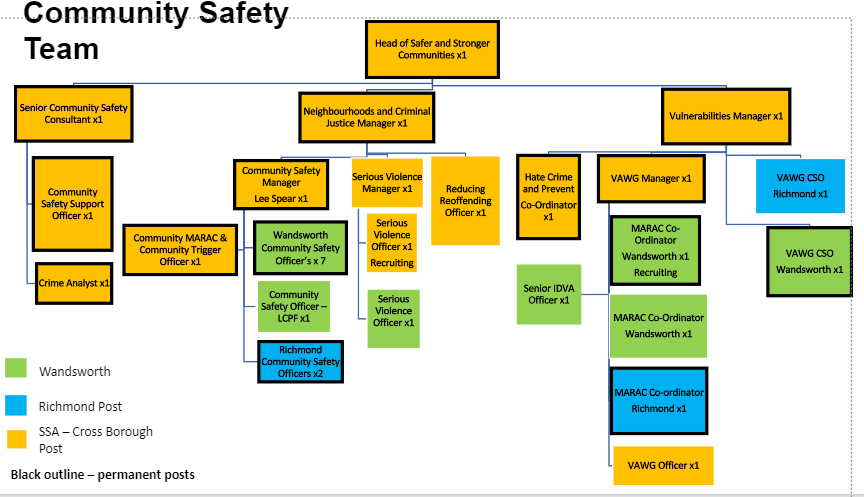 Community Safety
Team
Head of Safer and Stronger
Communities x1
Senior Community Safety
Consultant x1
Neighbourhoods and Criminal
Justice Manager x1
Vulnerabilities Manager x1
Community
Safety Support
Officer x1
Crime Analyst x1
Community Safety
Manager
Lee Spear x1
Community MARAC &
Community Trigger
Officer x1
Wandsworth
Community Safety
Officer's x 7
Community
Safety Officer –
LCPF x1
Richmond
Community Safety
Officers x2
Serious Violence
Manager x1
Serious
Violence
Officer x1
Recruiting
Serious
Violence
Officer x1
Reducing
Reoffending
Officer x1
Hate Crime
and Prevent
Co-Ordinator
x1
VAWG Manager x1
MARAC Co-
Ordinator
Wandsworth x1
Recruiting
Senior IDVA
Officer x1
MARAC Co-Ordinator
Wandsworth x1
MARAC Co-ordinator
Richmond x1
VAWG Officer x1
VAWG CSO
Richmond x1
VAWG CSO
Wandsworth x1
Wandsworth
Richmond Post
SSA – Cross Borough
Post
Black outline – permanent posts